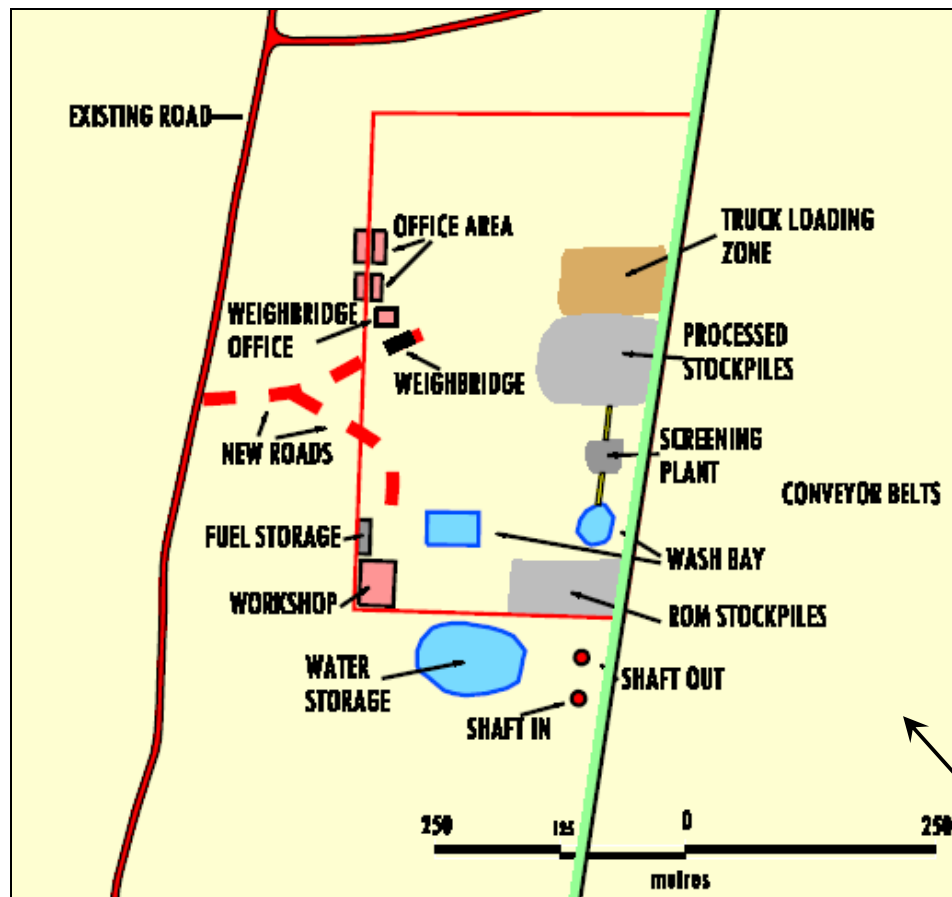 EXISTING ROAD
OFFICE AREA
TRUCK LOADING
ZONE
WEIGHBRIDGE
OFFICE
PROCESSED
STOCKPILES
WEIGHBRIDGE
NEW ROADS
SCREENING
PLANT
CONVEYOR BELTS
FUEL STORAGE
WASH BAY
WORKSHOP
ROM STOCKPILES
WATER
STORAGE
SHAFT OUT
SHAFT IN
250 125 0 250
metres